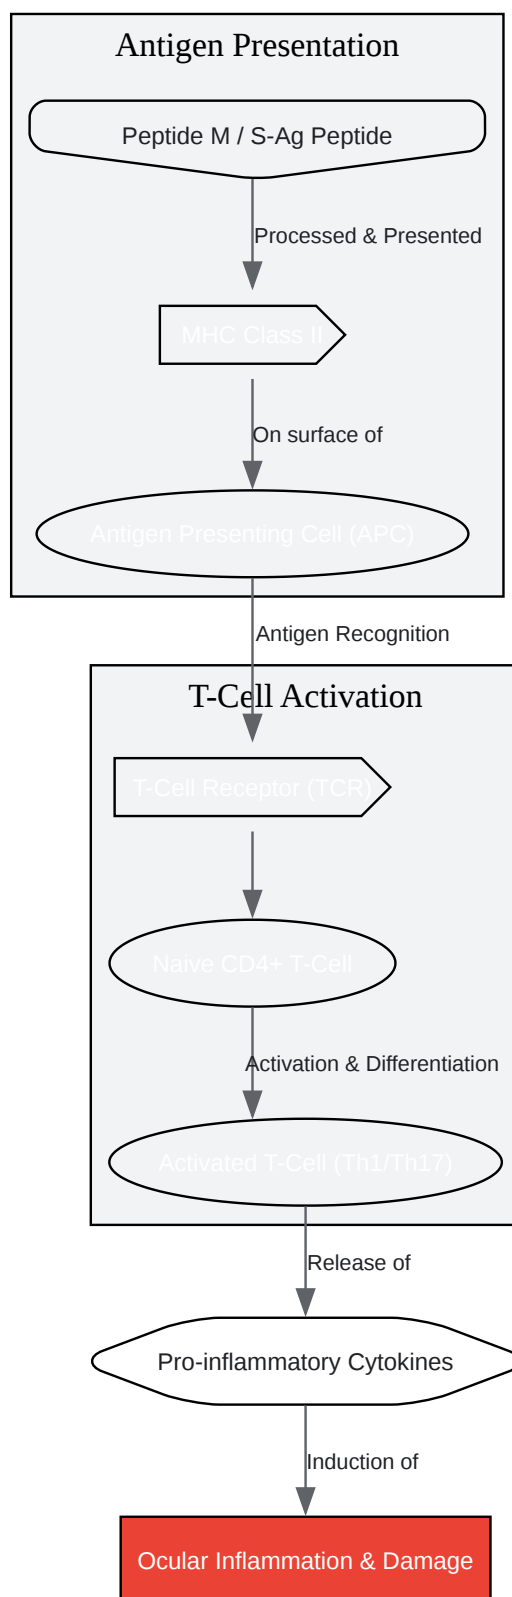 Antigen Presentation
Peptide M / S-Ag Peptide
Processed & Presented
MHC Class II
On surface of
Antigen Presenting Cell (APC)
Antigen Recognition
T-Cell Activation
T-Cell Receptor (TCR)
Naive CD4+ T-Cell
Activation & Differentiation
Activated T-Cell (Th1/Th17)
Release of
Pro-inflammatory Cytokines
Induction of
Ocular Inflammation & Damage